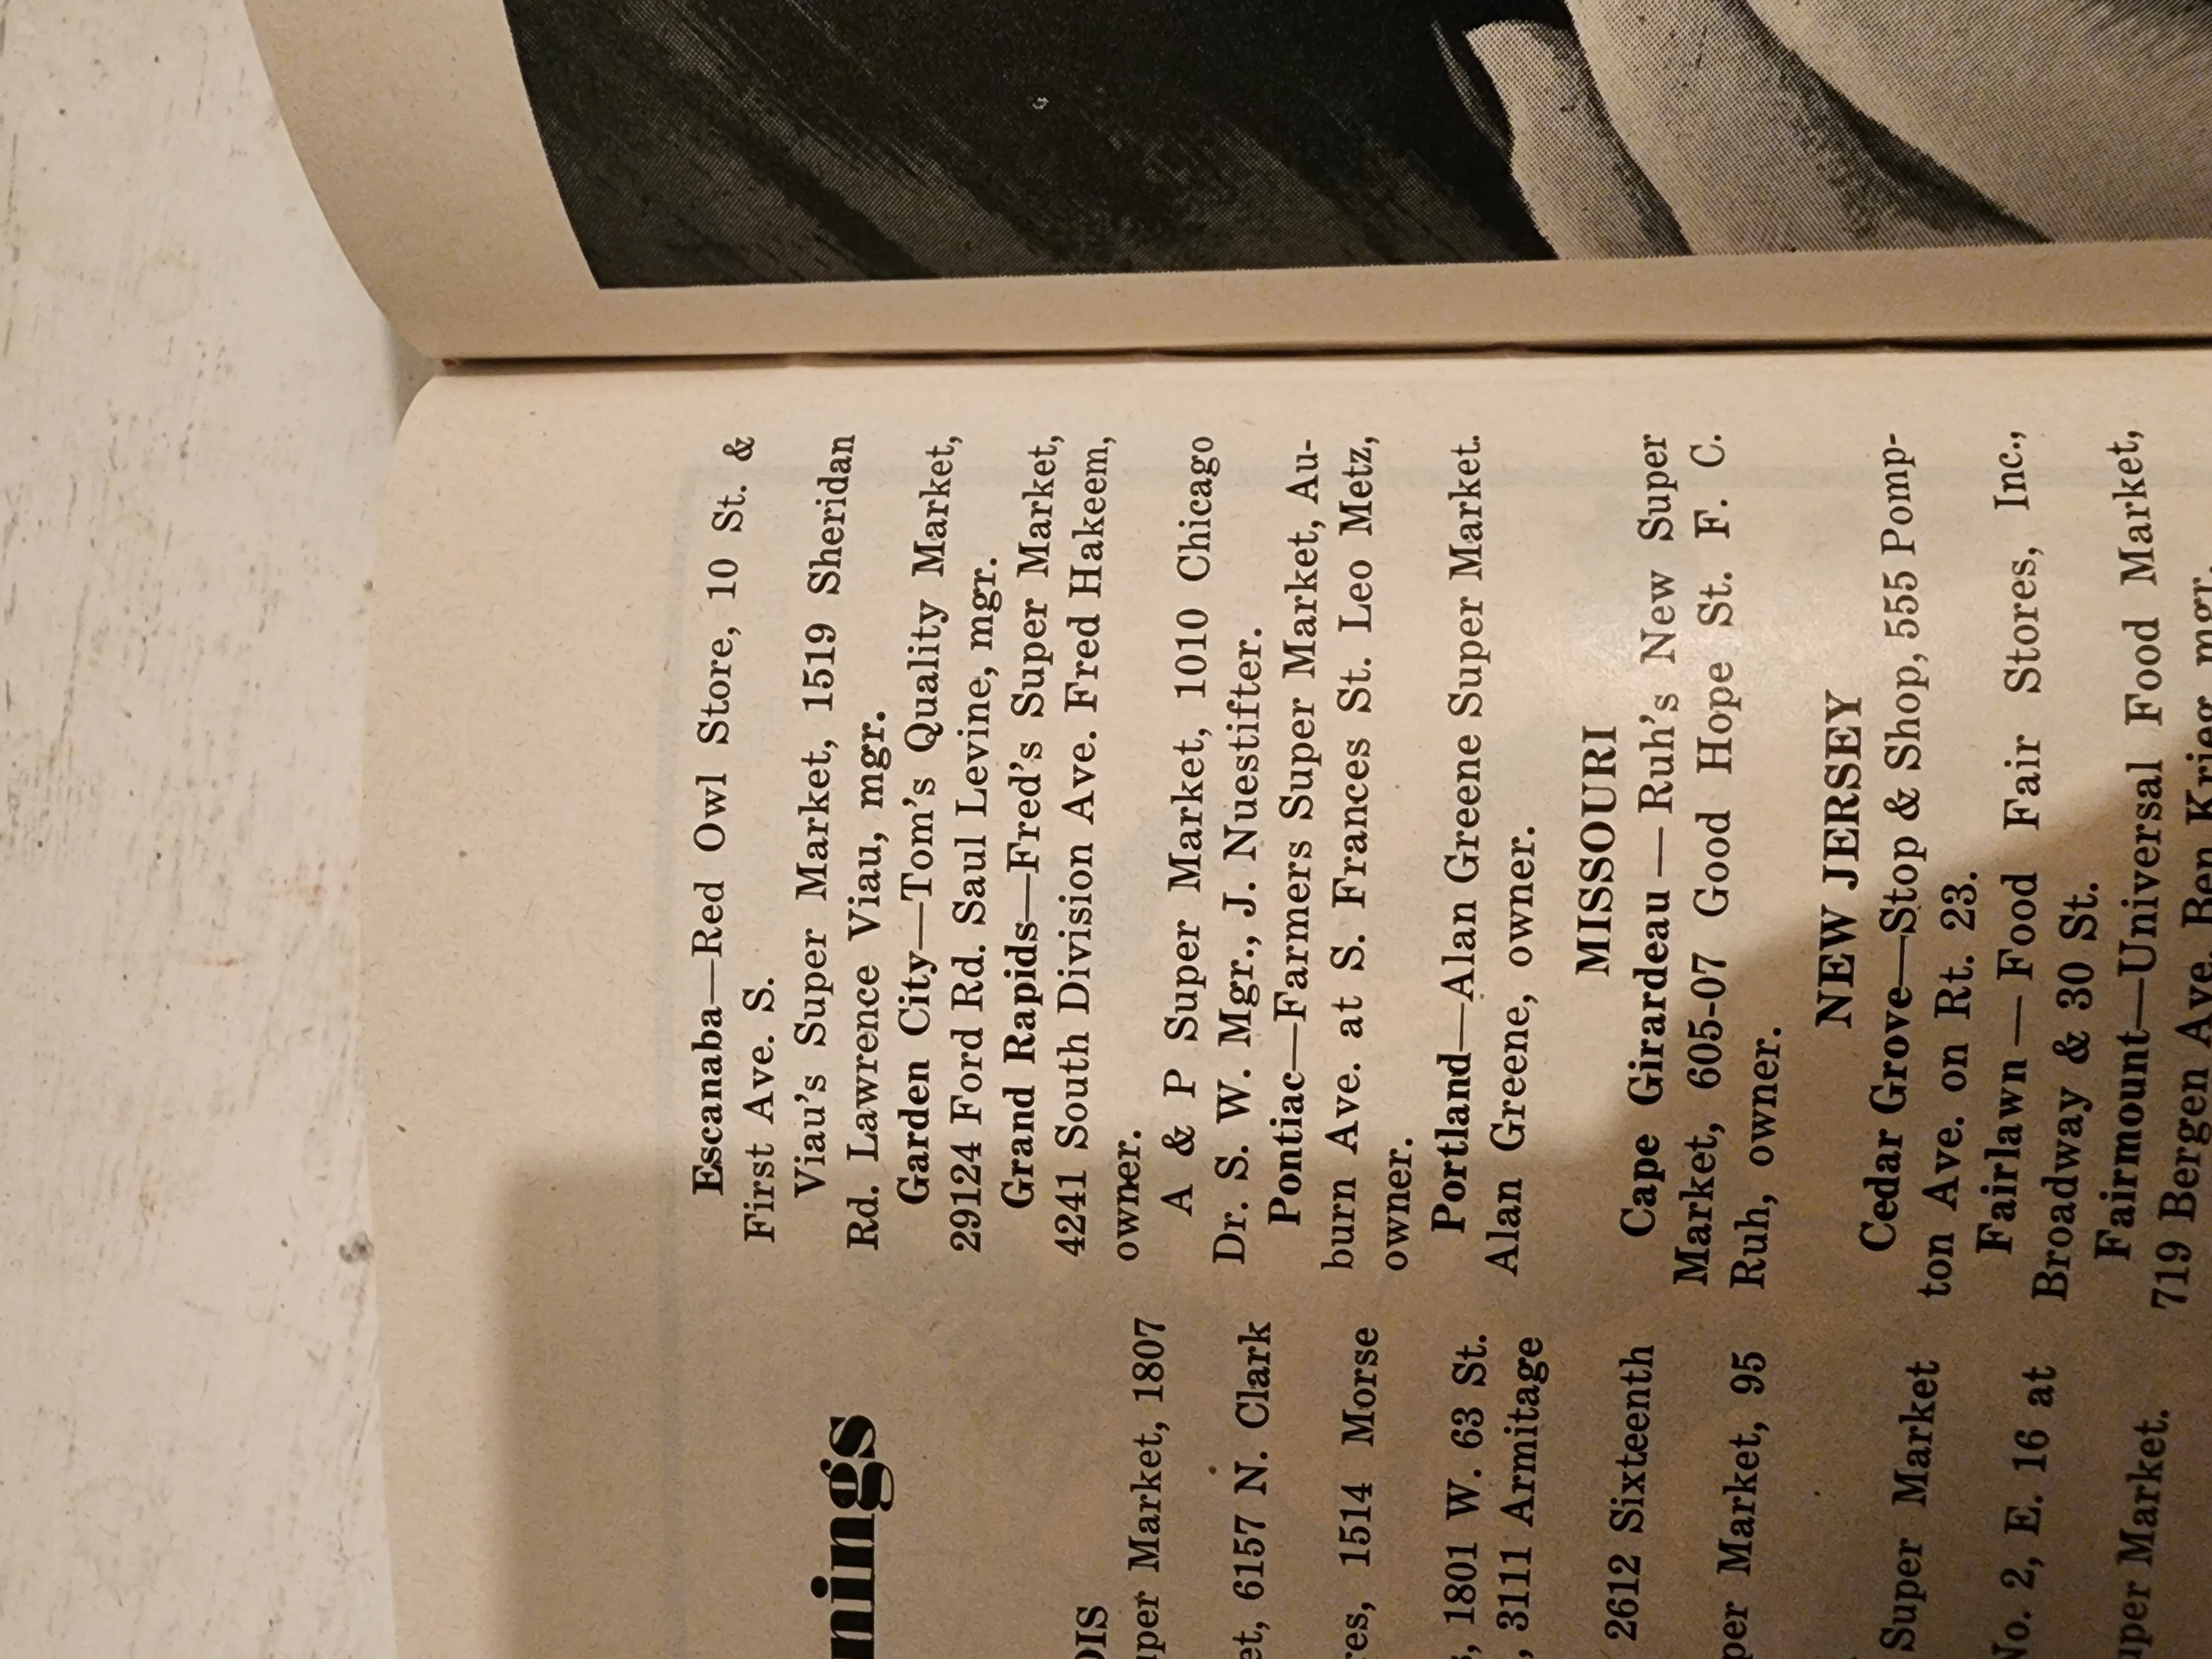 nings
uper Market, 1807
et, 6157 N. Clark
res, 1514 Morse
1801 W. 63 St.
, 3111 Armitage
2612 Sixteenth
per Market, 95
Super Market
No. 2, E. 16 at
uper Market.
Escanaba—Red Owl Store, 10 St. &
First Ave. S.
Viau's Super Market, 1519 Sheridan
Rd. Lawrence Viau, mgr.
Garden City—Tom's Quality Market,
29124 Ford Rd. Saul Levine, mgr.
Grand Rapids—Fred's Super Market,
4241 South Division Ave. Fred Hakeem,
owner.
A & P Super Market, 1010 Chicago
Dr. S. W. Mgr., J. Nuestifter.
Pontiac—Farmers Super Market, Au-
burn Ave. at S. Frances St. Leo Metz,
owner.
Portland—Alan Greene Super Market.
Alan Greene, owner.
MISSOURI
Cape Girardeau — Ruh's New Super
Market, 605-07 Good Hope St. F. C.
Ruh, owner.
NEW JERSEY
Cedar Grove—Stop & Shop, 555 Pomp-
ton Ave. on Rt. 23.
Fairlawn — Food Fair Stores, Inc.,
Broadway & 30 St.
Fairmount—Universal Food Market,
719 Bergen Ave. Ben Krieg, mgr.